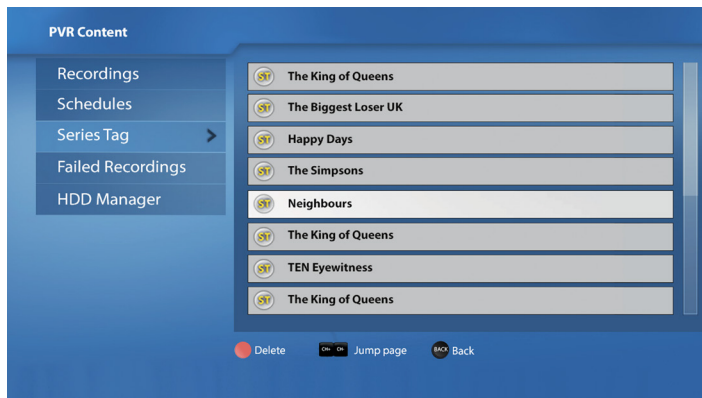 PVR Content
Recordings
Schedules
Series Tag
Failed Recordings
HDD Manager
ST The King of Queens
ST The Biggest Loser UK
ST Happy Days
ST The Simpsons
ST Neighbours
ST The King of Queens
ST TEN Eyewitness
ST The King of Queens
Delete CH+ CH- Jump page BACK Back